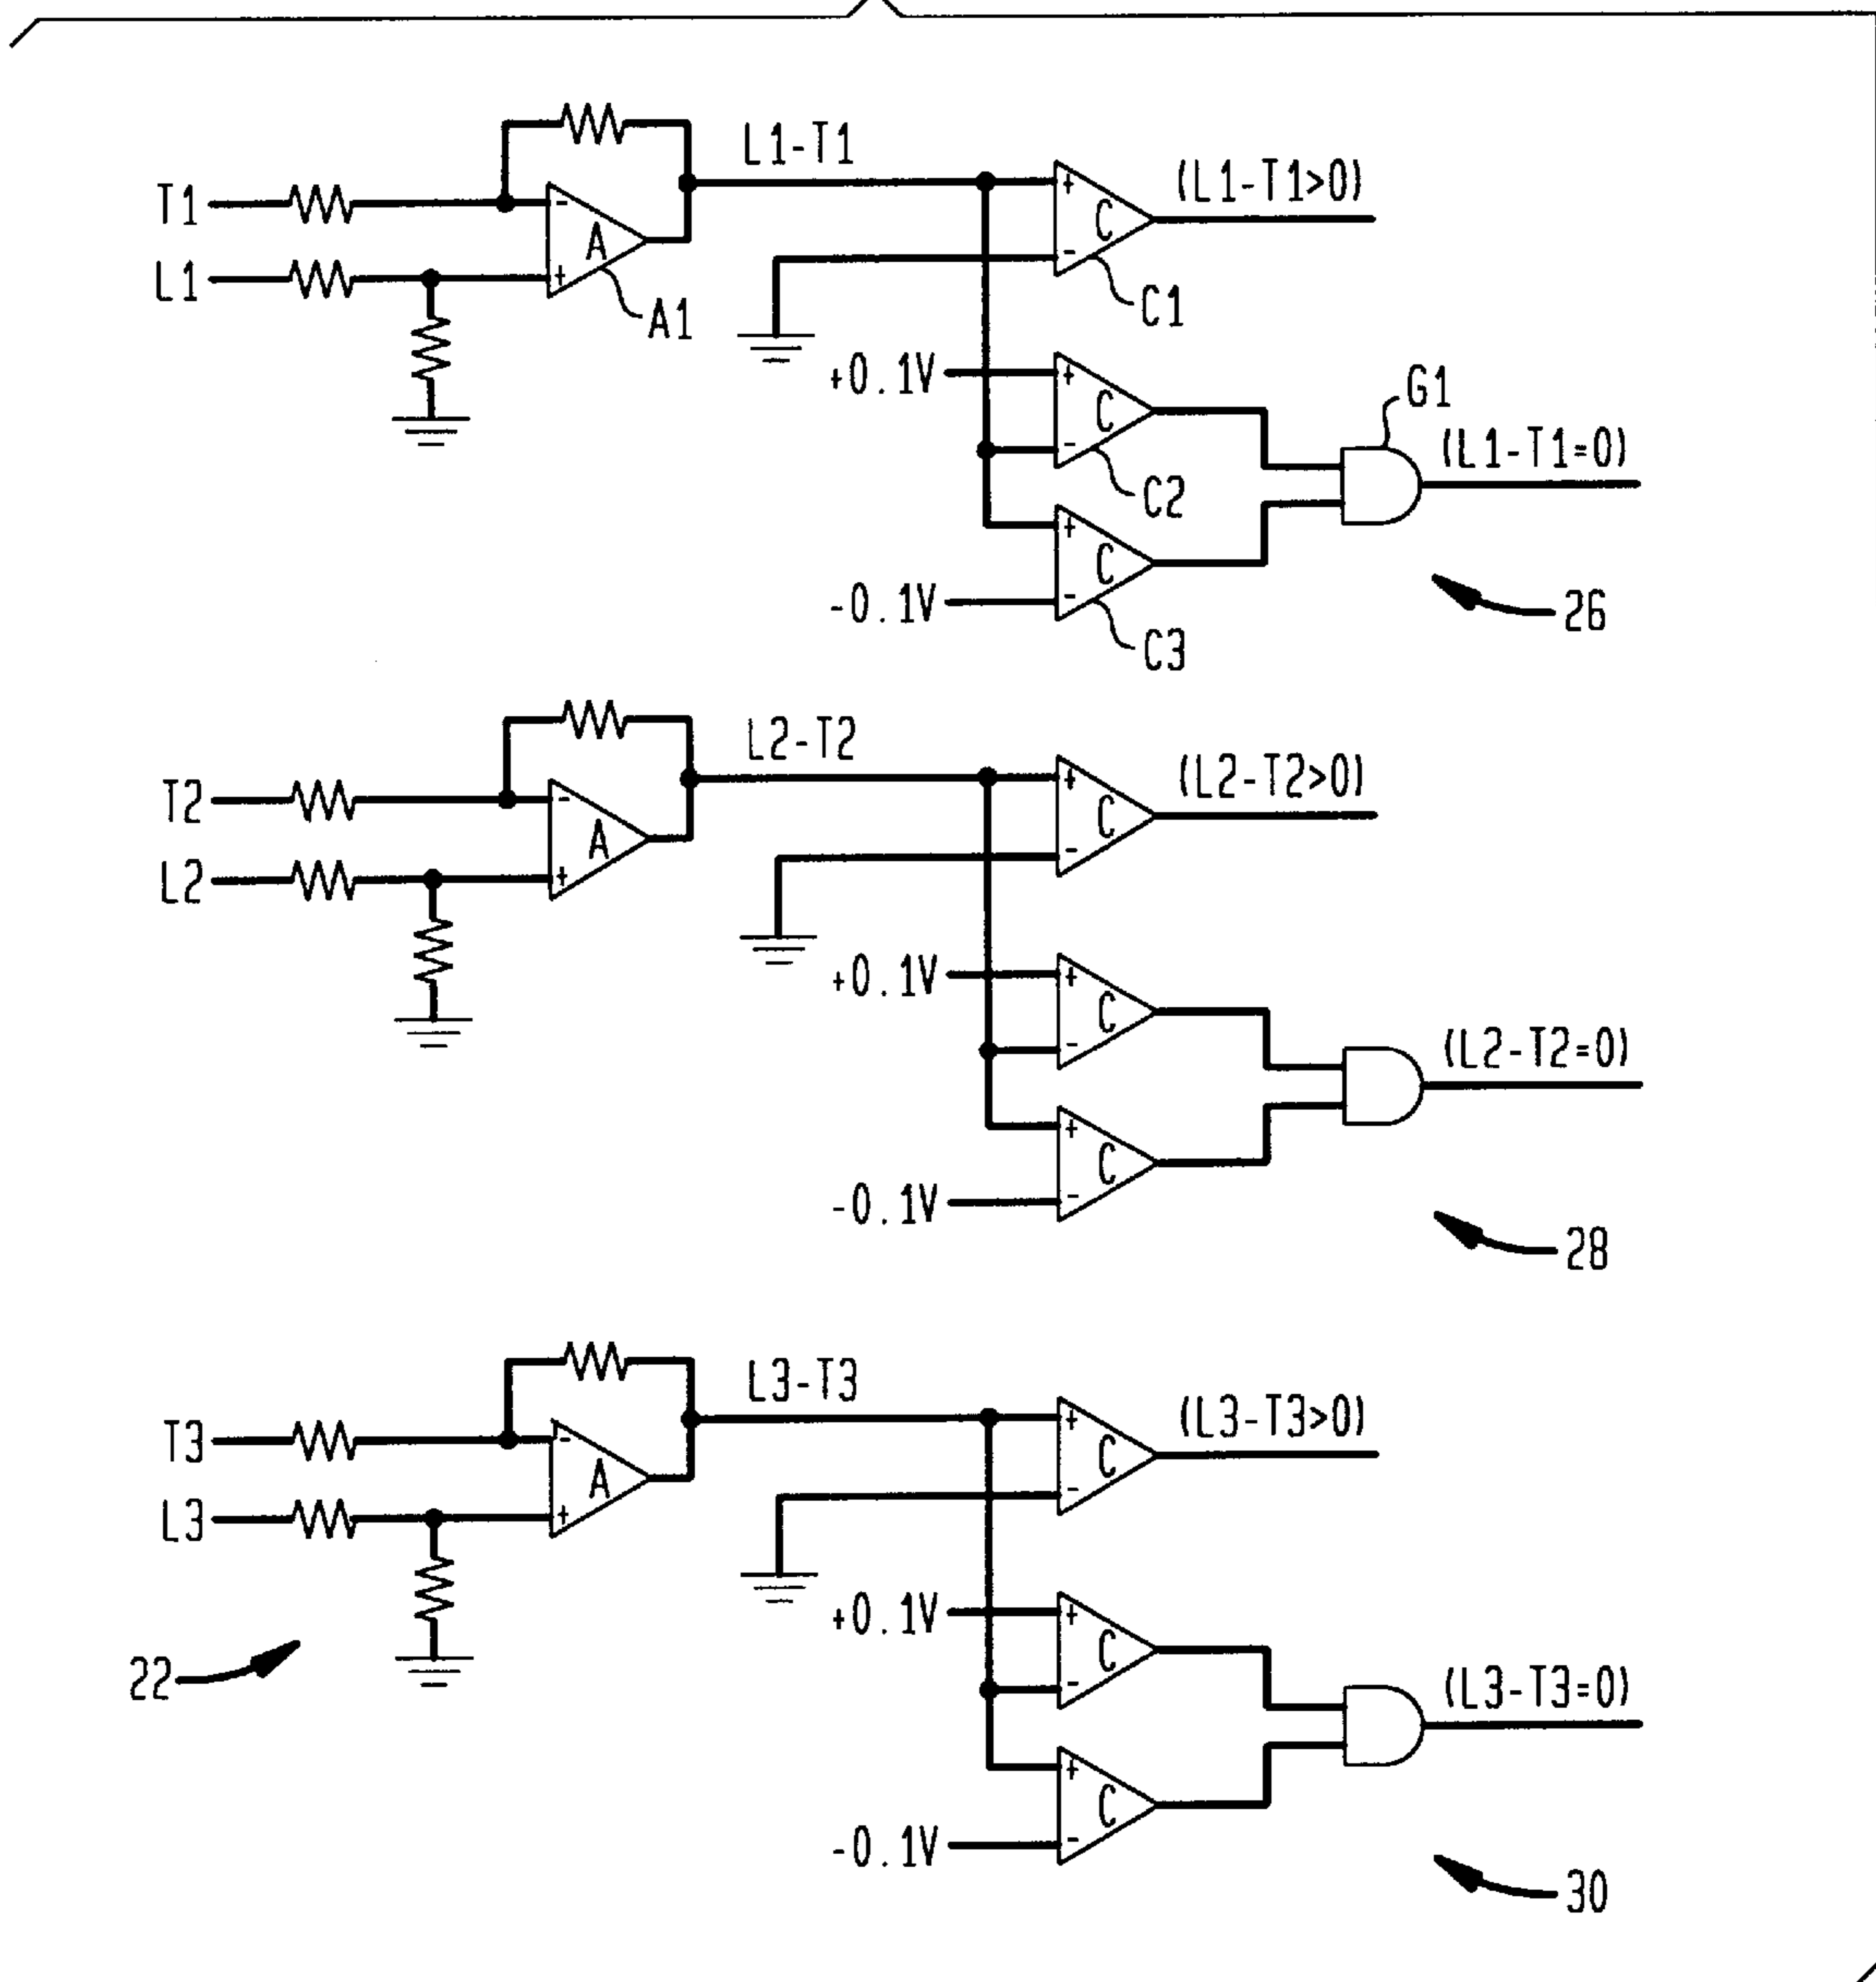 L1-T1
(L1-T1>0)
T1
-
+
A
C
-
L1
+
A1
C1
+0.1V
+
C
G1
-
(L1-T1=0)
C2
+
C
-0.1V
-
26
C3
L2-T2
(L2-T2>0)
T2
-
+
A
C
-
L2
+
+0.1V
+
C
-
(L2-T2=0)
+
C
-0.1V
-
28
L3-T3
(L3-T3>0)
T3
-
+
A
C
-
L3
+
+0.1V
+
C
22
-
(L3-T3=0)
+
C
-0.1V
-
30